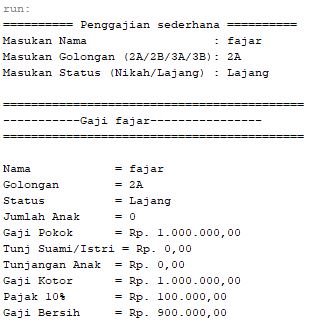 run:
========== Penggajian sederhana ==========
Masukan Nama                  : fajar
Masukan Golongan (2A/2B/3A/3B): 2A
Masukan Status (Nikah/Lajang) : Lajang
===========================================
-----------Gaji fajar----------------
===========================================
Nama            = fajar
Golongan        = 2A
Status          = Lajang
Jumlah Anak     = 0
Gaji Pokok      = Rp. 1.000.000,00
Tunj Suami/Istri = Rp. 0,00
Tunjangan Anak  = Rp. 0,00
Gaji Kotor      = Rp. 1.000.000,00
Pajak 10%       = Rp. 100.000,00
Gaji Bersih     = Rp. 900.000,00